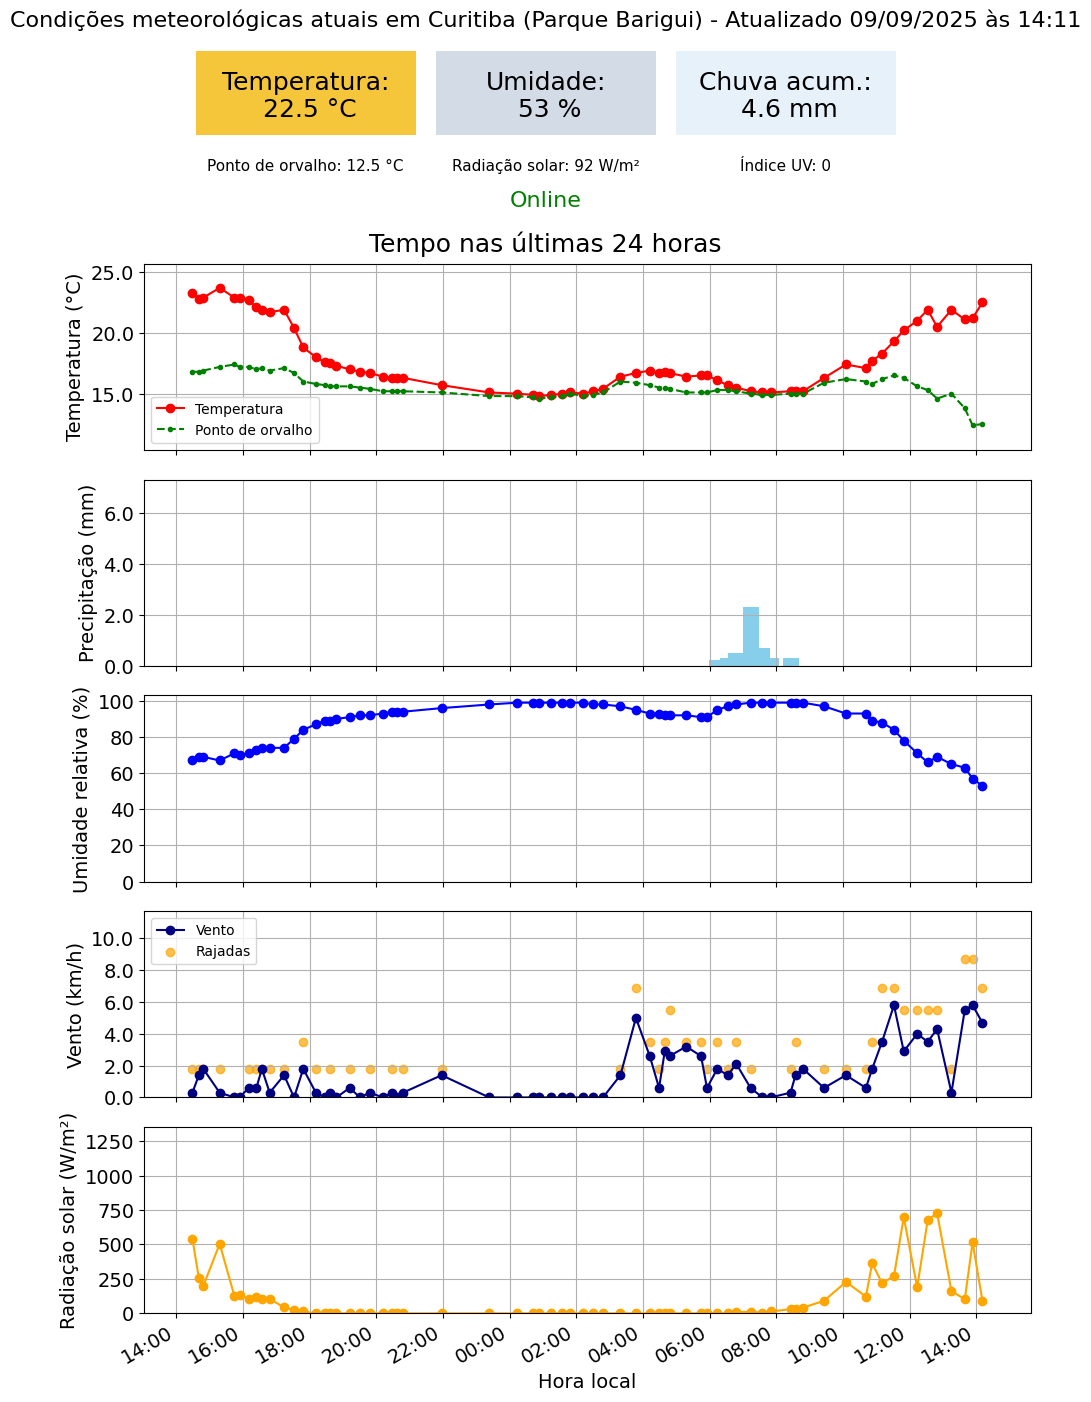 Condições meteorológicas atuais em Curitiba (Parque Barigui) - Atualizado 09/09/2025 às 14:11
Temperatura:
22.5 °C
Umidade:
53 %
Chuva acum.:
4.6 mm
Ponto de orvalho: 12.5 °C
Radiação solar: 92 W/m²
Índice UV: 0
Online
Tempo nas últimas 24 horas
Temperatura (°C)
25.0
20.0
15.0
Temperatura
Ponto de orvalho
Precipitação (mm)
6.0
4.0
2.0
0.0
Umidade relativa (%)
100
80
60
40
20
0
Vento (km/h)
10.0
8.0
6.0
4.0
2.0
0.0
Vento
Rajadas
Radiação solar (W/m²)
1250
1000
750
500
250
0
14:00
16:00
18:00
20:00
22:00
00:00
02:00
04:00
06:00
08:00
10:00
12:00
14:00
Hora local